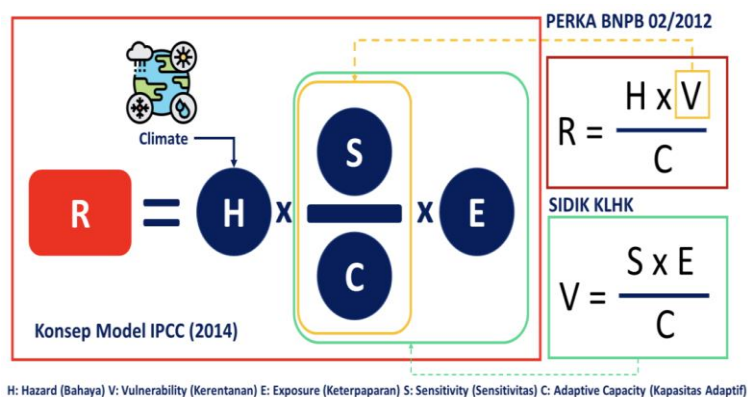 PERKA BNPB 02/2012
Climate
R = H x S / C x E
Konsep Model IPCC (2014)
R = H x V / C
SIDIK KLHK
V = S x E / C
H: Hazard (Bahaya) V: Vulnerability (Kerentanan) E: Exposure (Keterpaparan) S: Sensitivity (Sensitivitas) C: Adaptive Capacity (Kapasitas Adaptif)